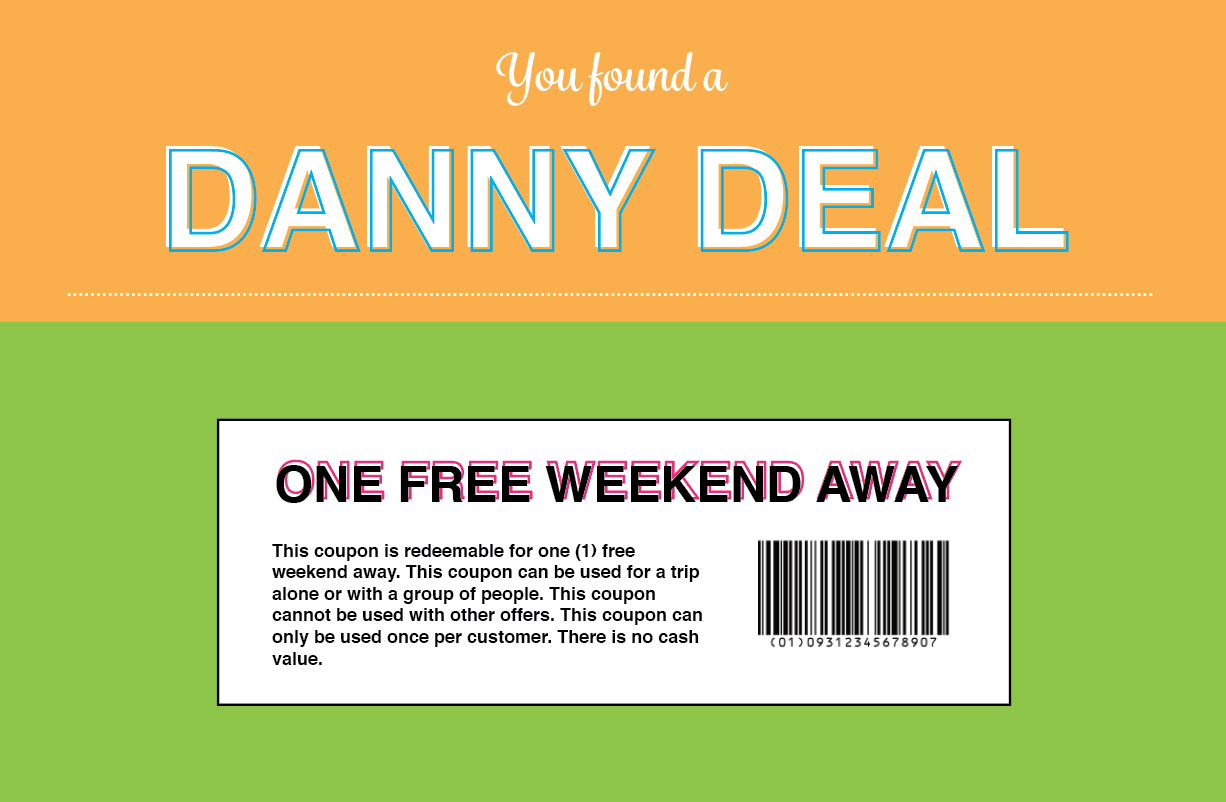 You found a
DANNY DEAL
ONE FREE WEEKEND AWAY
This coupon is redeemable for one (1) free
weekend away. This coupon can be used for a trip
alone or with a group of people. This coupon
cannot be used with other offers. This coupon can
only be used once per customer. There is no cash
value.
(01)09312345678907